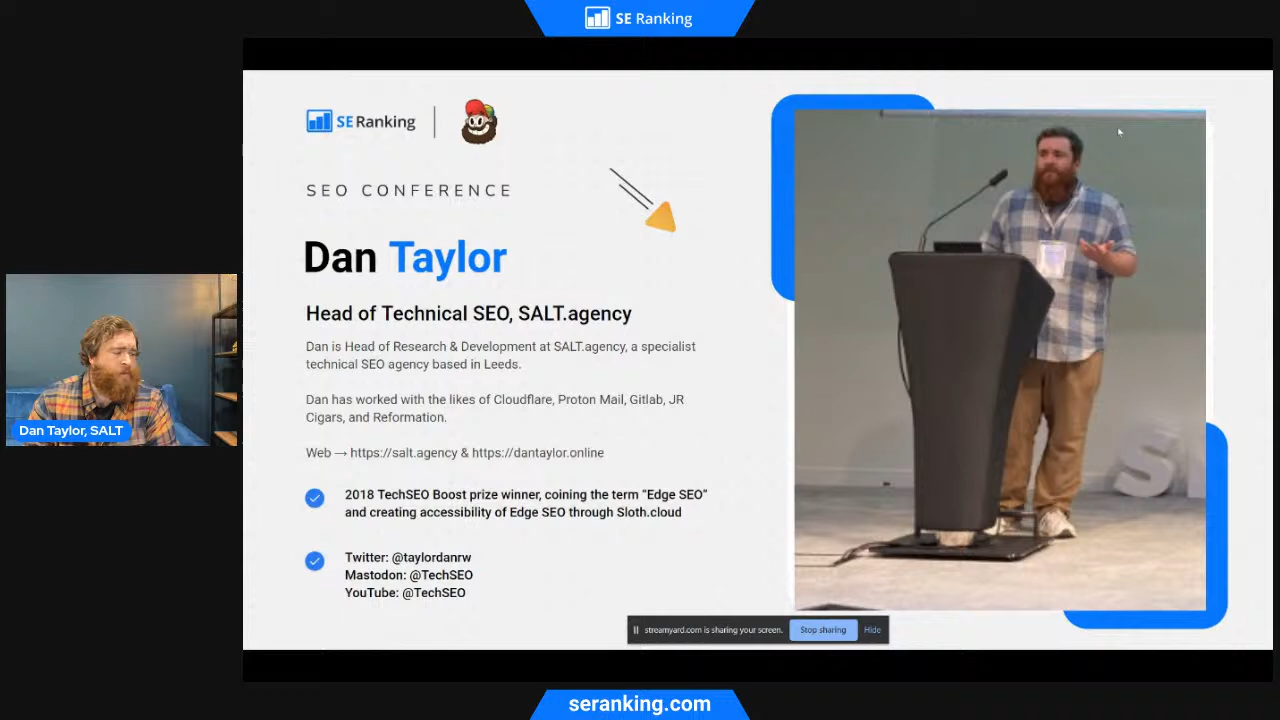 SE Ranking
SE Ranking
SEO CONFERENCE
Dan Taylor
Head of Technical SEO, SALT.agency
Dan is Head of Research & Development at SALT.agency, a specialist
technical SEO agency based in Leeds.
Dan has worked with the likes of Cloudflare, Proton Mail, Gitlab, JR
Cigars, and Reformation.
Web → https://salt.agency & https://dantaylor.online
2018 TechSEO Boost prize winner, coining the term “Edge SEO”
and creating accessibility of Edge SEO through Sloth.cloud
Twitter: @taylordanrw
Mastodon: @TechSEO
YouTube: @TechSEO
Dan Taylor, SALT
streamyard.com is sharing your screen. Stop sharing Hide
seranking.com